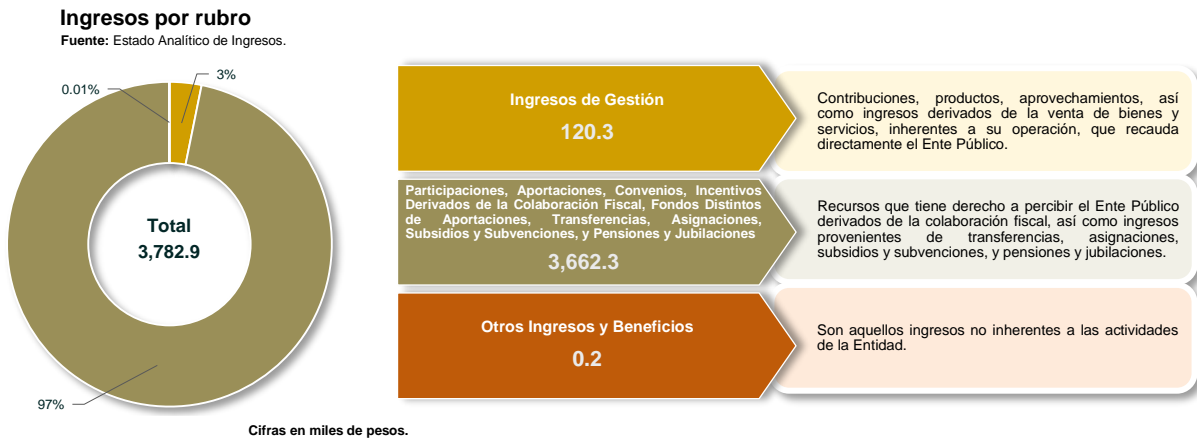 Ingresos por rubro
Fuente: Estado Analítico de Ingresos.
0.01%
3%
Total
3,782.9
97%
Ingresos de Gestión
120.3
Contribuciones, productos, aprovechamientos, así
como ingresos derivados de la venta de bienes y
servicios, inherentes a su operación, que recauda
directamente el Ente Público.
Participaciones, Aportaciones, Convenios, Incentivos
Derivados de la Colaboración Fiscal, Fondos Distintos
de Aportaciones, Transferencias, Asignaciones,
Subsidios y Subvenciones, y Pensiones y Jubilaciones
3,662.3
Recursos que tiene derecho a percibir el Ente Público
derivados de la colaboración fiscal, así como ingresos
provenientes de transferencias, asignaciones,
subsidios y subvenciones, y pensiones y jubilaciones.
Otros Ingresos y Beneficios
0.2
Son aquellos ingresos no inherentes a las actividades
de la Entidad.
Cifras en miles de pesos.